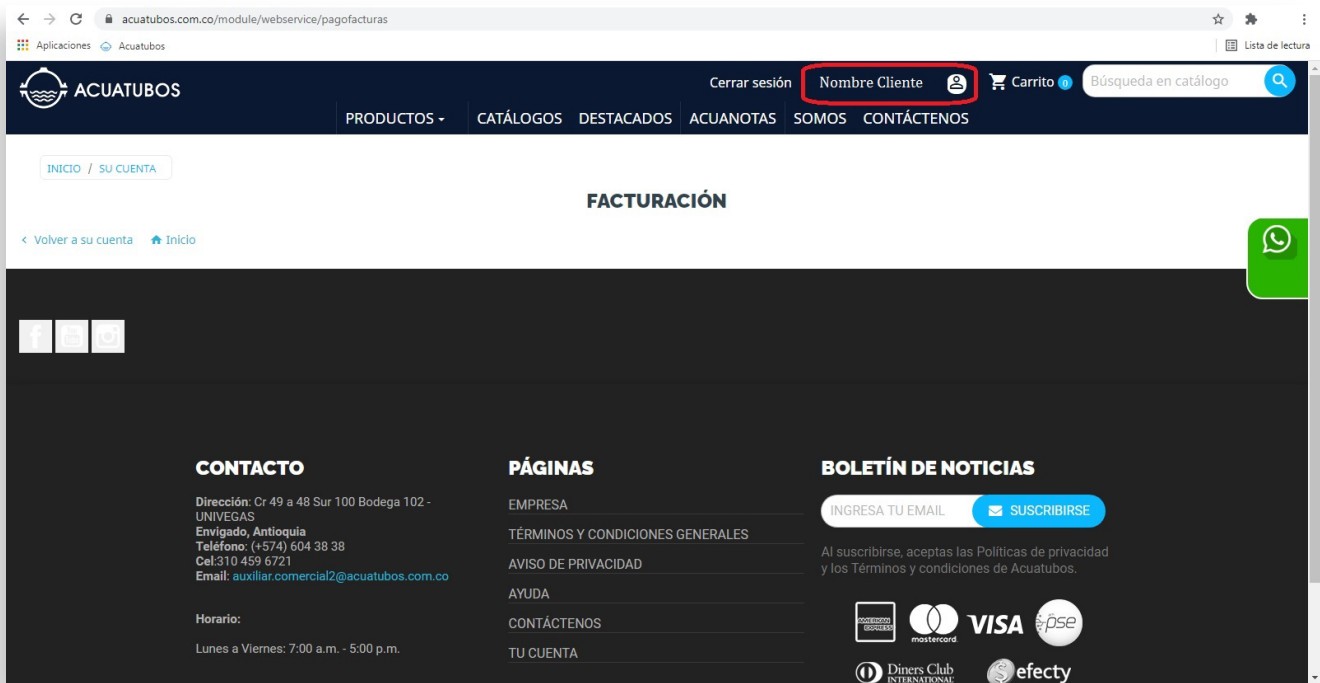 acuatubos.com.co/module/webservice/pagofacturas
Aplicaciones Acuatubos Lista de lectura
ACUATUBOS Cerrar sesión Nombre Cliente Carrito 0 Búsqueda en catálogo
PRODUCTOS CATÁLOGOS DESTACADOS ACUANOTAS SOMOS CONTÁCTENOS
INICIO / SU CUENTA
FACTURACIÓN
< Volver a su cuenta Inicio
CONTACTO
Dirección: Cr 49 a 48 Sur 100 Bodega 102 -
UNIVEGAS
Envigado, Antioquia
Teléfono: (+574) 604 38 38
Cel:310 459 6721
Email: auxiliar.comercial2@acuatubos.com.co
Horario:
Lunes a Viernes: 7:00 a.m. - 5:00 p.m.
PÁGINAS
EMPRESA
TÉRMINOS Y CONDICIONES GENERALES
AVISO DE PRIVACIDAD
AYUDA
CONTÁCTENOS
TU CUENTA
BOLETÍN DE NOTICIAS
INGRESA TU EMAIL SUSCRIBIRSE
Al suscribirse, aceptas las Políticas de privacidad
y los Términos y condiciones de Acuatubos.
AMERICAN EXPRESS mastercard VISA pse
Diners Club efecty
INTERNATIONAL